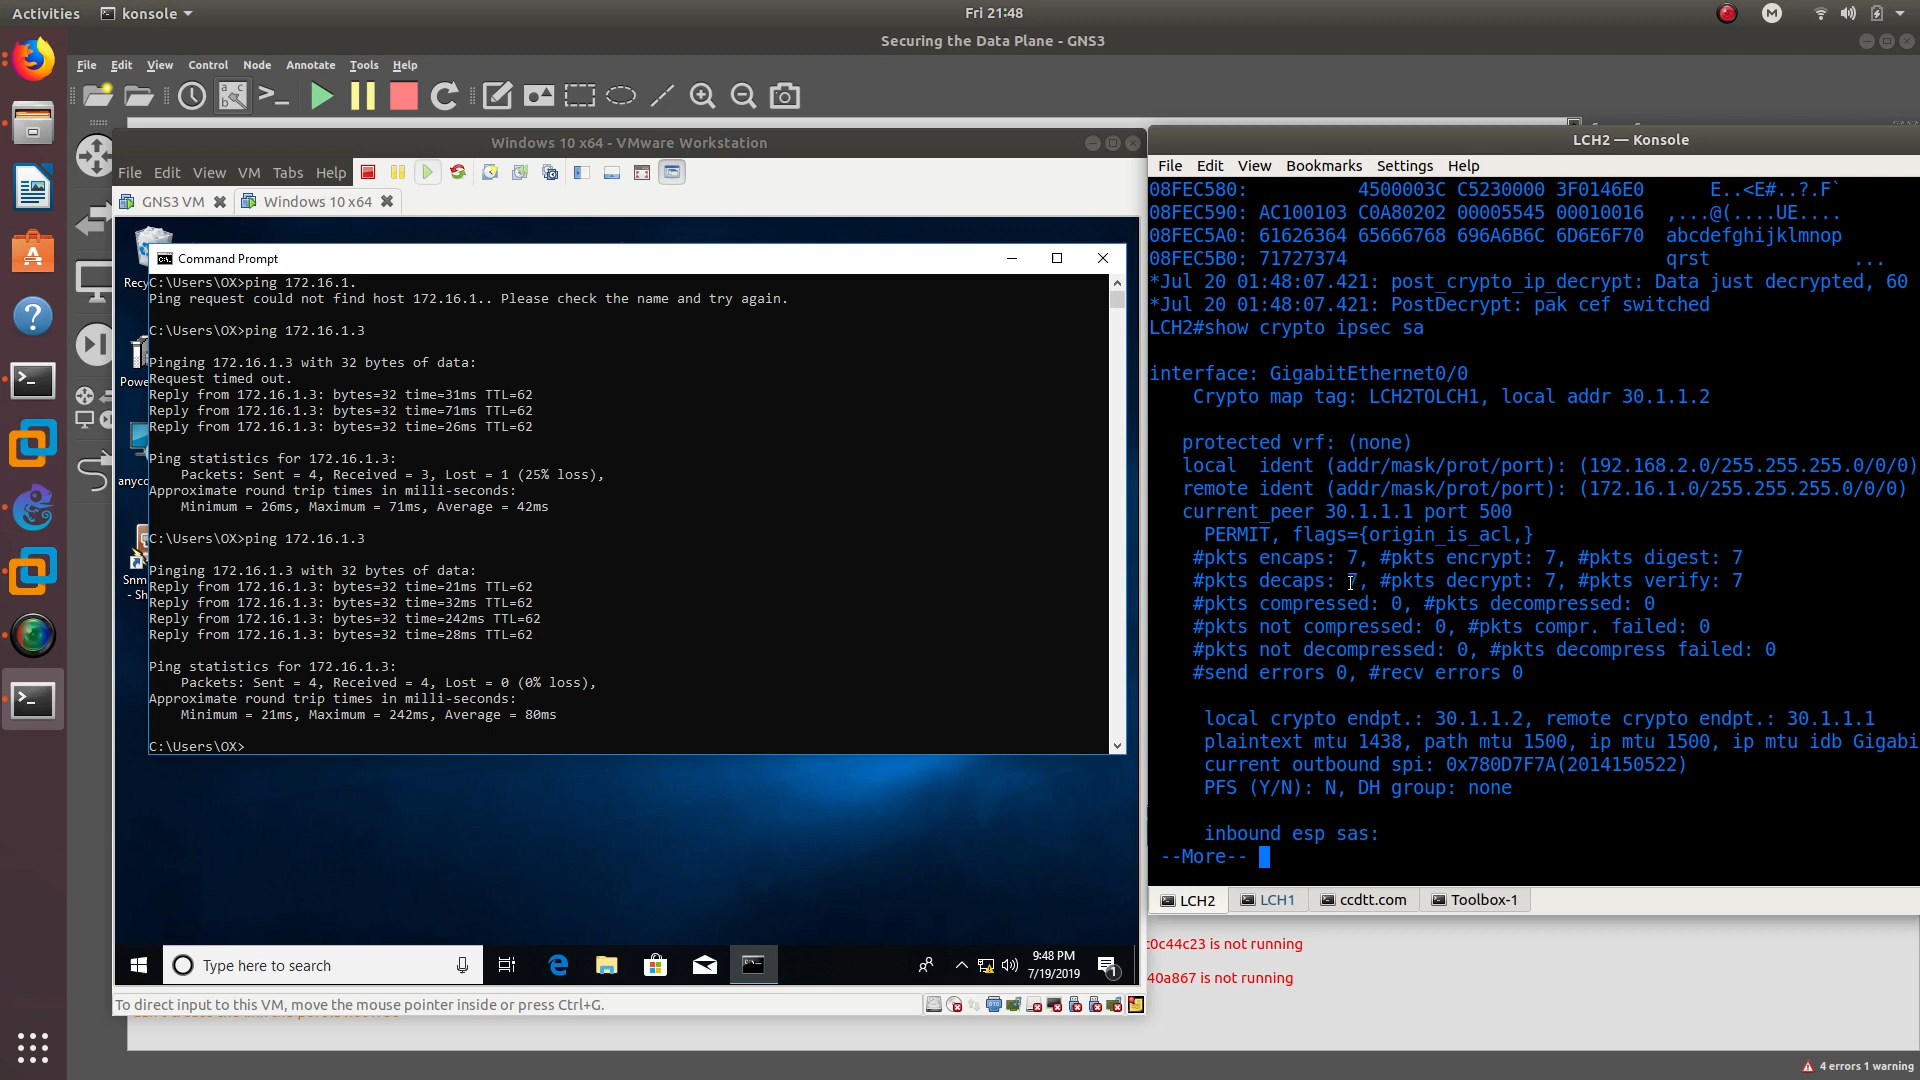 Activities
konsole
Fri 21:48
Securing the Data Plane - GNS3
File Edit View Control Node Annotate Tools Help
Windows 10 x64 - VMware Workstation
File Edit View VM Tabs Help
GNS3 VM
Windows 10 x64
Command Prompt
C:\Users\OX>ping 172.16.1.
Ping request could not find host 172.16.1.. Please check the name and try again.
C:\Users\OX>ping 172.16.1.3
Pinging 172.16.1.3 with 32 bytes of data:
Request timed out.
Reply from 172.16.1.3: bytes=32 time=31ms TTL=62
Reply from 172.16.1.3: bytes=32 time=71ms TTL=62
Reply from 172.16.1.3: bytes=32 time=26ms TTL=62
Ping statistics for 172.16.1.3:
Packets: Sent = 4, Received = 3, Lost = 1 (25% loss),
Approximate round trip times in milli-seconds:
Minimum = 26ms, Maximum = 71ms, Average = 42ms
C:\Users\OX>ping 172.16.1.3
Pinging 172.16.1.3 with 32 bytes of data:
Reply from 172.16.1.3: bytes=32 time=21ms TTL=62
Reply from 172.16.1.3: bytes=32 time=32ms TTL=62
Reply from 172.16.1.3: bytes=32 time=242ms TTL=62
Reply from 172.16.1.3: bytes=32 time=28ms TTL=62
Ping statistics for 172.16.1.3:
Packets: Sent = 4, Received = 4, Lost = 0 (0% loss),
Approximate round trip times in milli-seconds:
Minimum = 21ms, Maximum = 242ms, Average = 80ms
C:\Users\OX>
Recy
Powe
anyco
Snm
- Sh
Type here to search
9:48 PM
7/19/2019
1
To direct input to this VM, move the mouse pointer inside or press Ctrl+G.
LCH2 — Konsole
File Edit View Bookmarks Settings Help
08FEC580: 4500003C C5230000 3F0146E0 E..<E#..?.F`
08FEC590: AC100103 C0A80202 00005545 00010016 ,...@(....UE....
08FEC5A0: 61626364 65666768 696A6B6C 6D6E6F70 abcdefghijklmnop
08FEC5B0: 71727374 qrst ...
*Jul 20 01:48:07.421: post_crypto_ip_decrypt: Data just decrypted, 60
*Jul 20 01:48:07.421: PostDecrypt: pak cef switched
LCH2#show crypto ipsec sa
interface: GigabitEthernet0/0
Crypto map tag: LCH2TOLCH1, local addr 30.1.1.2
protected vrf: (none)
local ident (addr/mask/prot/port): (192.168.2.0/255.255.255.0/0/0)
remote ident (addr/mask/prot/port): (172.16.1.0/255.255.255.0/0/0)
current_peer 30.1.1.1 port 500
PERMIT, flags={origin_is_acl,}
#pkts encaps: 7, #pkts encrypt: 7, #pkts digest: 7
#pkts decaps: 7, #pkts decrypt: 7, #pkts verify: 7
#pkts compressed: 0, #pkts decompressed: 0
#pkts not compressed: 0, #pkts compr. failed: 0
#pkts not decompressed: 0, #pkts decompress failed: 0
#send errors 0, #recv errors 0
local crypto endpt.: 30.1.1.2, remote crypto endpt.: 30.1.1.1
plaintext mtu 1438, path mtu 1500, ip mtu 1500, ip mtu idb Gigabi
current outbound spi: 0x780D7F7A(2014150522)
PFS (Y/N): N, DH group: none
inbound esp sas:
--More--
LCH2
LCH1
ccdtt.com
Toolbox-1
c0c44c23 is not running
40a867 is not running
4 errors 1 warning